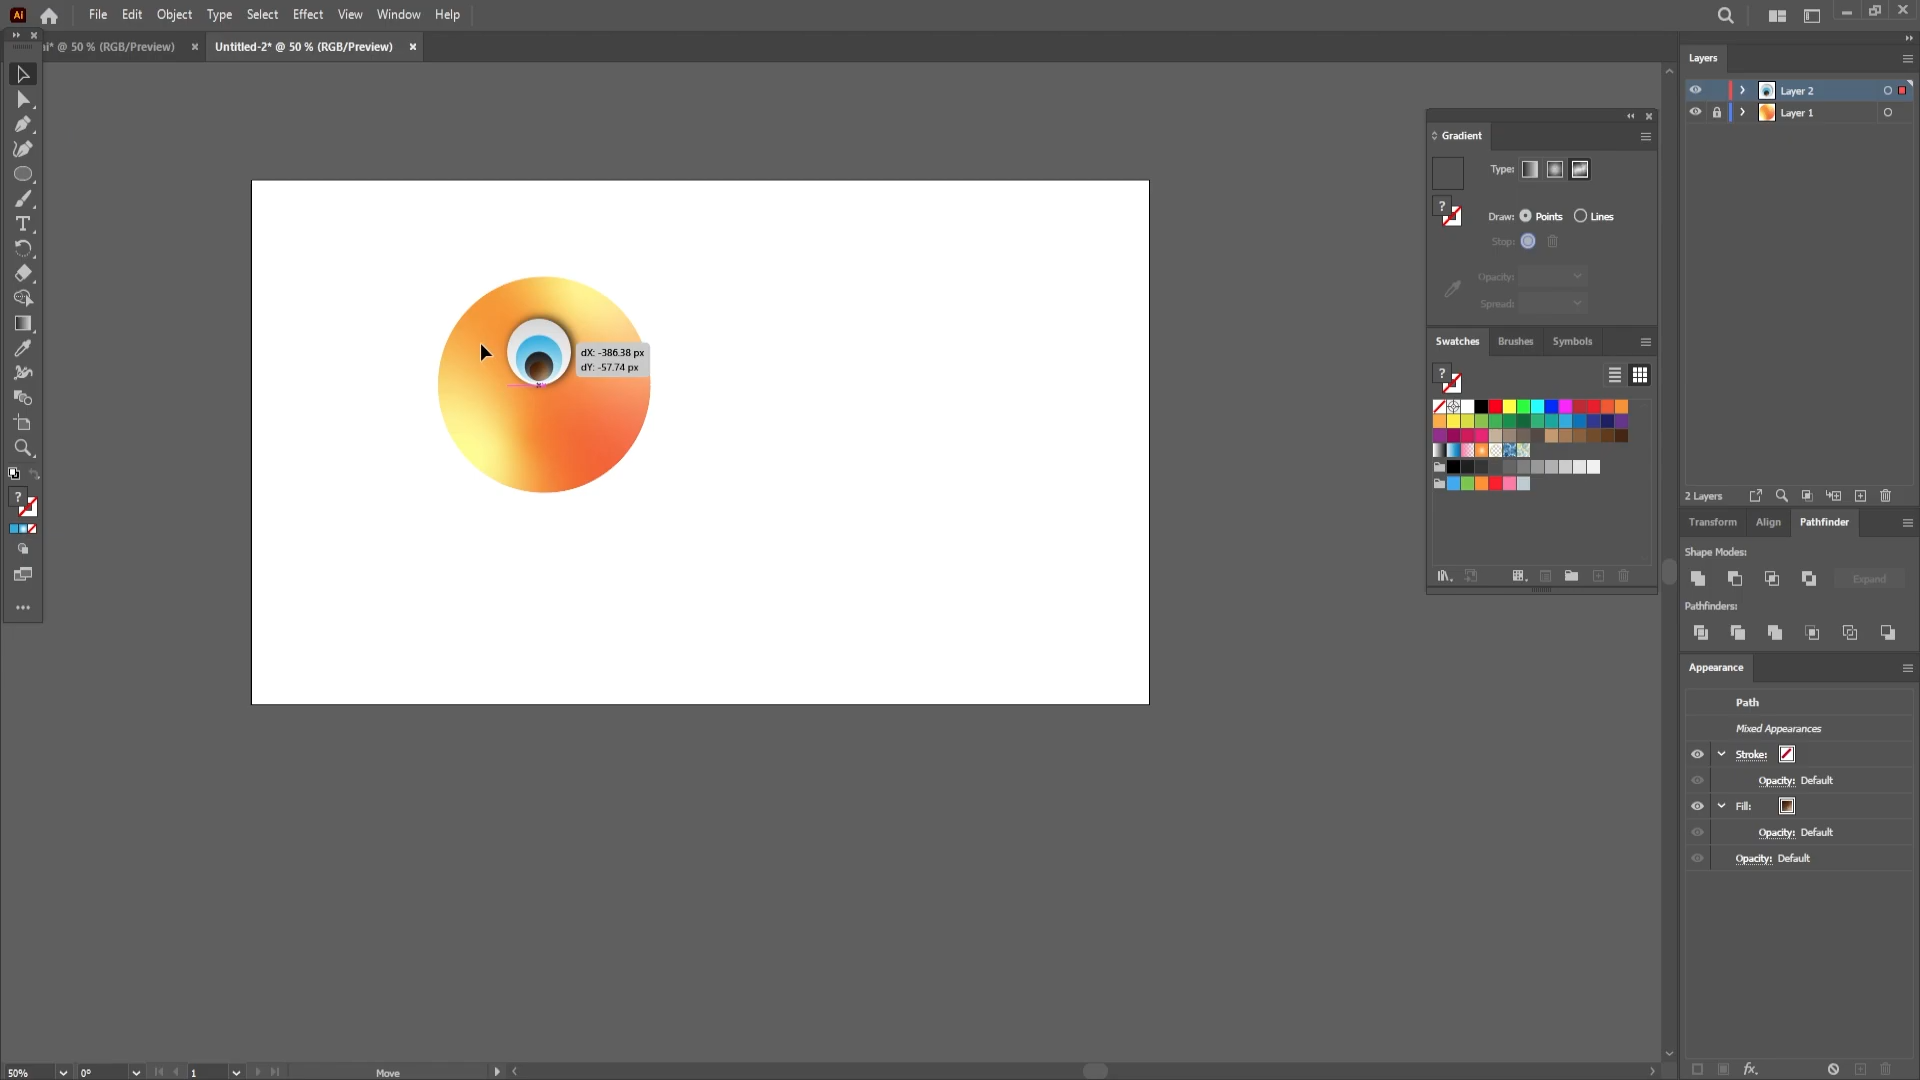 Ai
File Edit Object Type Select Effect View Window Help
ai* @ 50 % (RGB/Preview) ×
Untitled-2* @ 50 % (RGB/Preview) ×
dX: -386.38 px
dY: -57.74 px
Gradient
Type:
Draw: Points Lines
Stop:
Opacity:
Spread:
Swatches Brushes Symbols
Layers
Layer 2
Layer 1
2 Layers
Transform Align Pathfinder
Shape Modes:
Expand
Pathfinders:
Appearance
Path
Mixed Appearances
Stroke:
Opacity: Default
Fill:
Opacity: Default
Opacity: Default
fx
50% 0° 1 Move